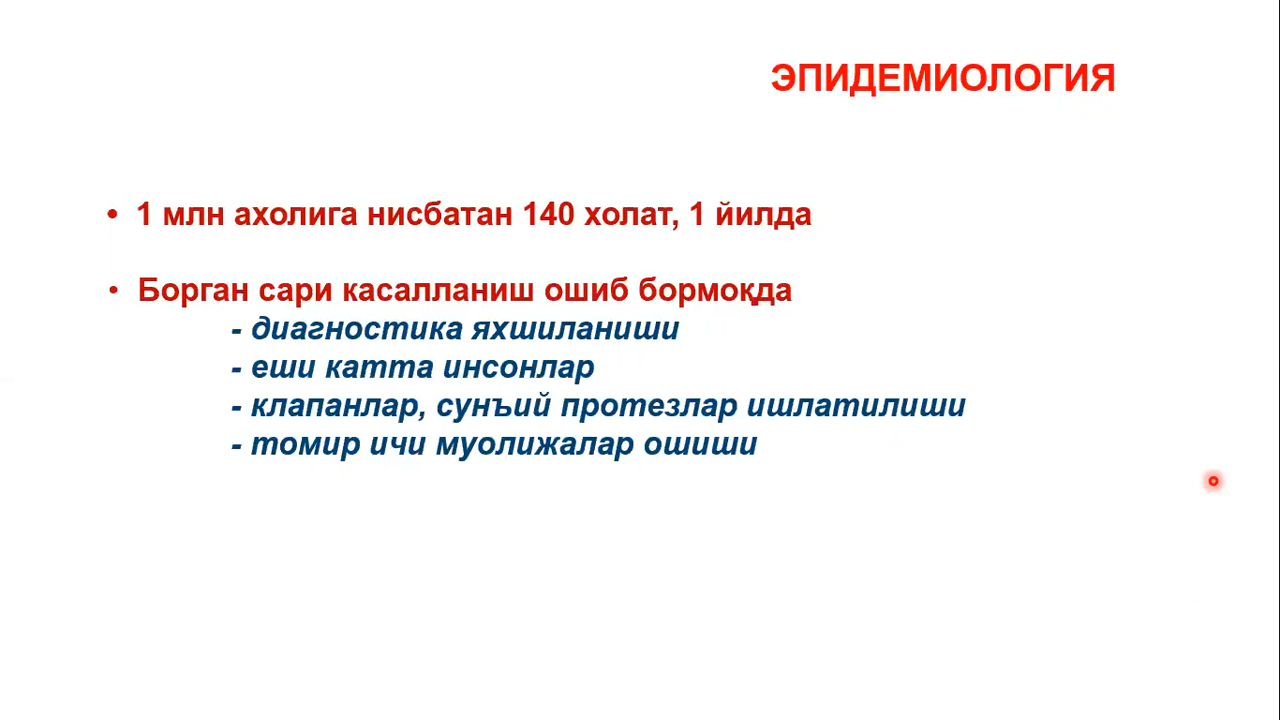 ЭПИДЕМИОЛОГИЯ
• 1 млн ахолига нисбатан 140 холат, 1 йилда
• Борган сари касалланиш ошиб бормоқда
- диагностика яхшиланиши
- еши катта инсонлар
- клапанлар, сунъий протезлар ишлатилиши
- томир ичи муолижалар ошиши